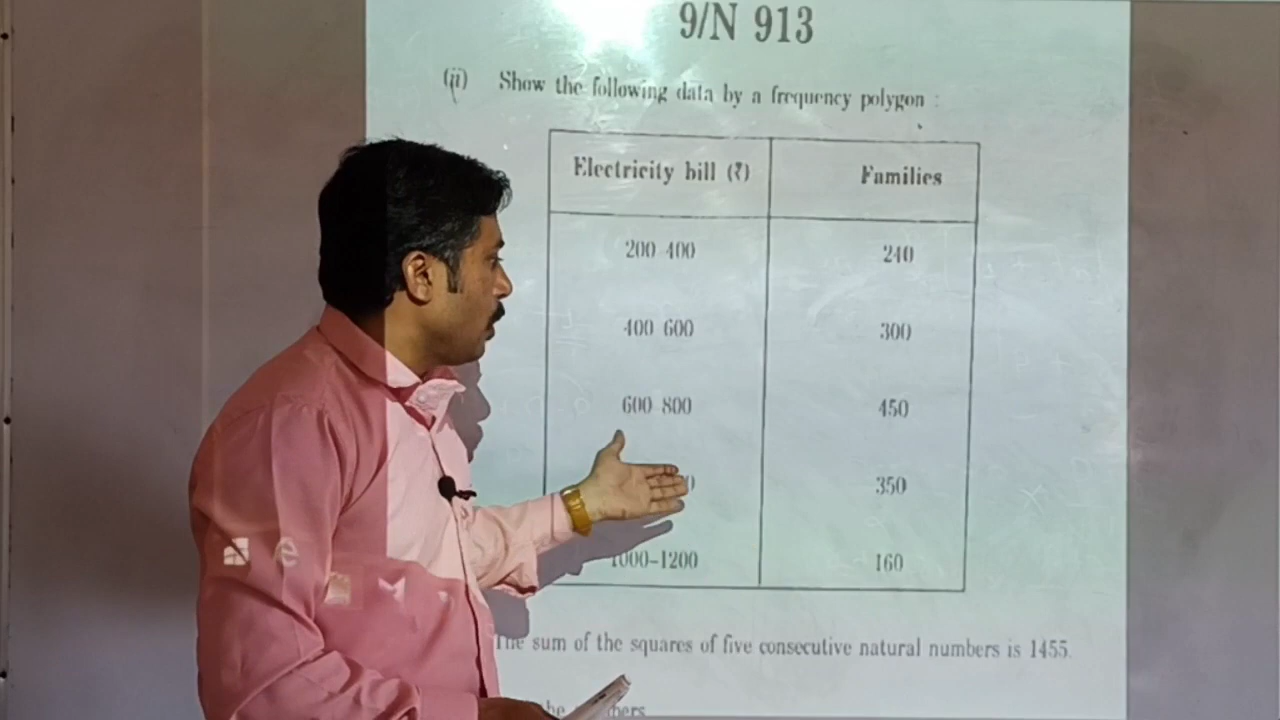 9/N 913
(ii) Show the following data by a frequency polygon :
Electricity bill (₹) Families
200-400 240
400-600 300
600-800 450
350
1000-1200 160
The sum of the squares of five consecutive natural numbers is 1455.